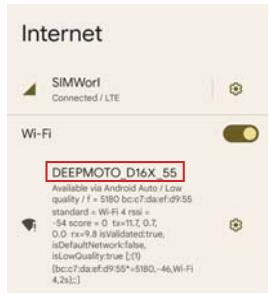 Internet
SIMWorl
Connected / LTE
Wi-Fi
DEEPMOTO_D16X_55
Available via Android Auto / Low
quality / f = 5180 bc:c7:da:ef:d9:55
standard = Wi-Fi 4 rssi =
-54 score = 0 tx=11.7, 0.7,
0.0 rx=9.8 isValidated:true,
isDefaultNetwork:false,
isLowQuality:true [;(1)
{bc:c7:da:ef:d9:55*=5180,-46,Wi-Fi
4,2s};;]